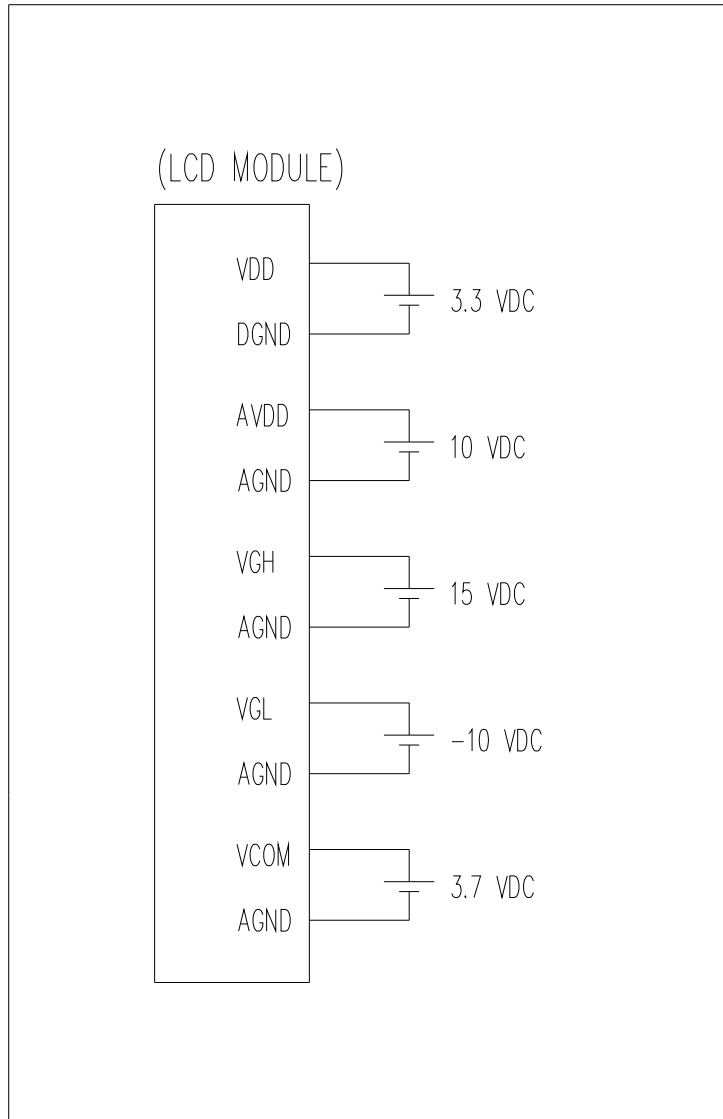 (LCD MODULE)
VDD
3.3 VDC
DGND
AVDD
10 VDC
AGND
VGH
15 VDC
AGND
VGL
-10 VDC
AGND
VCOM
3.7 VDC
AGND